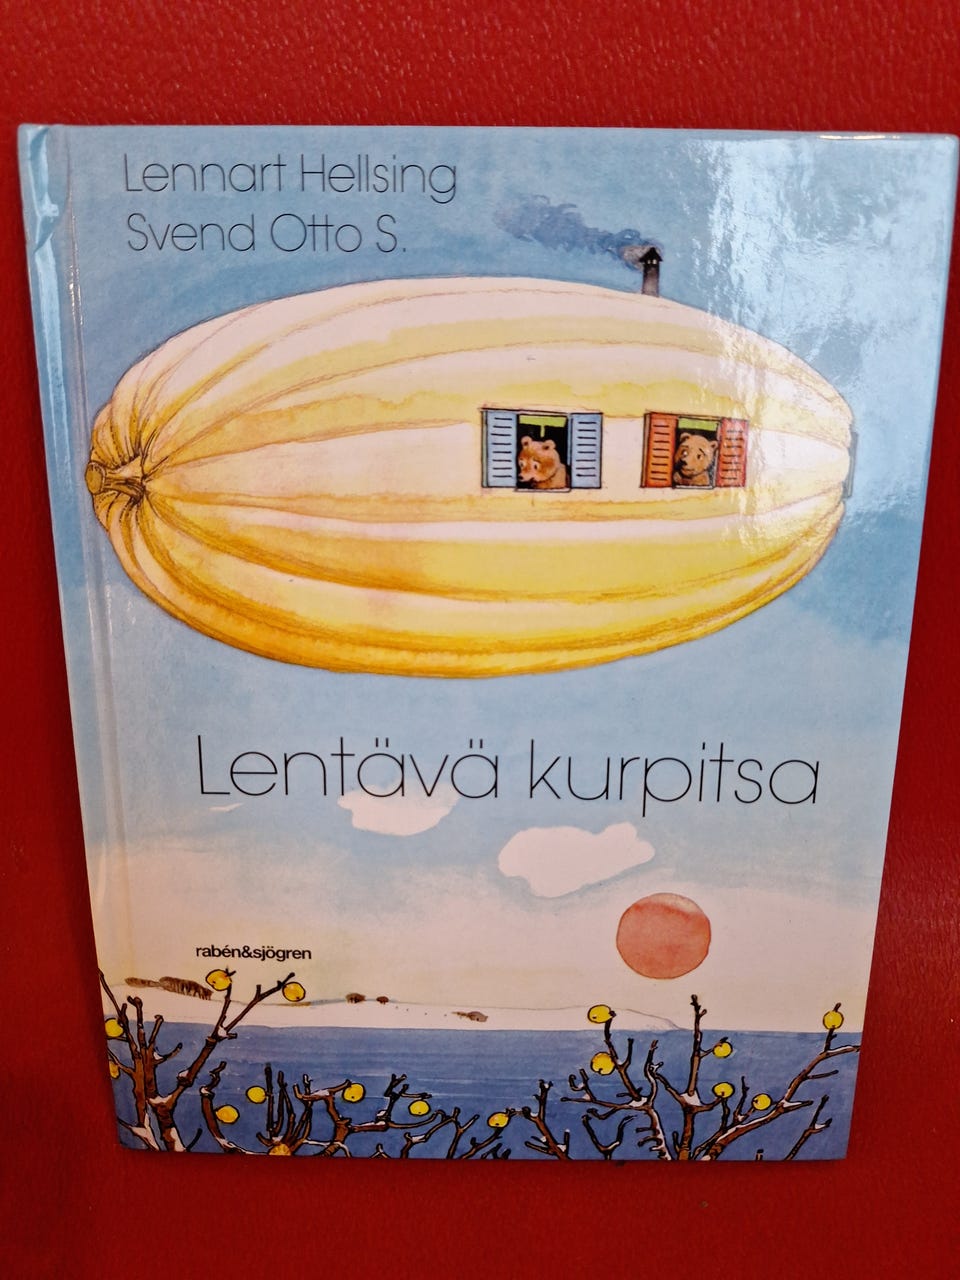 Lennart Hellsing
Svend Otto S.
Lentävä kurpitsa
rabén&sjögren